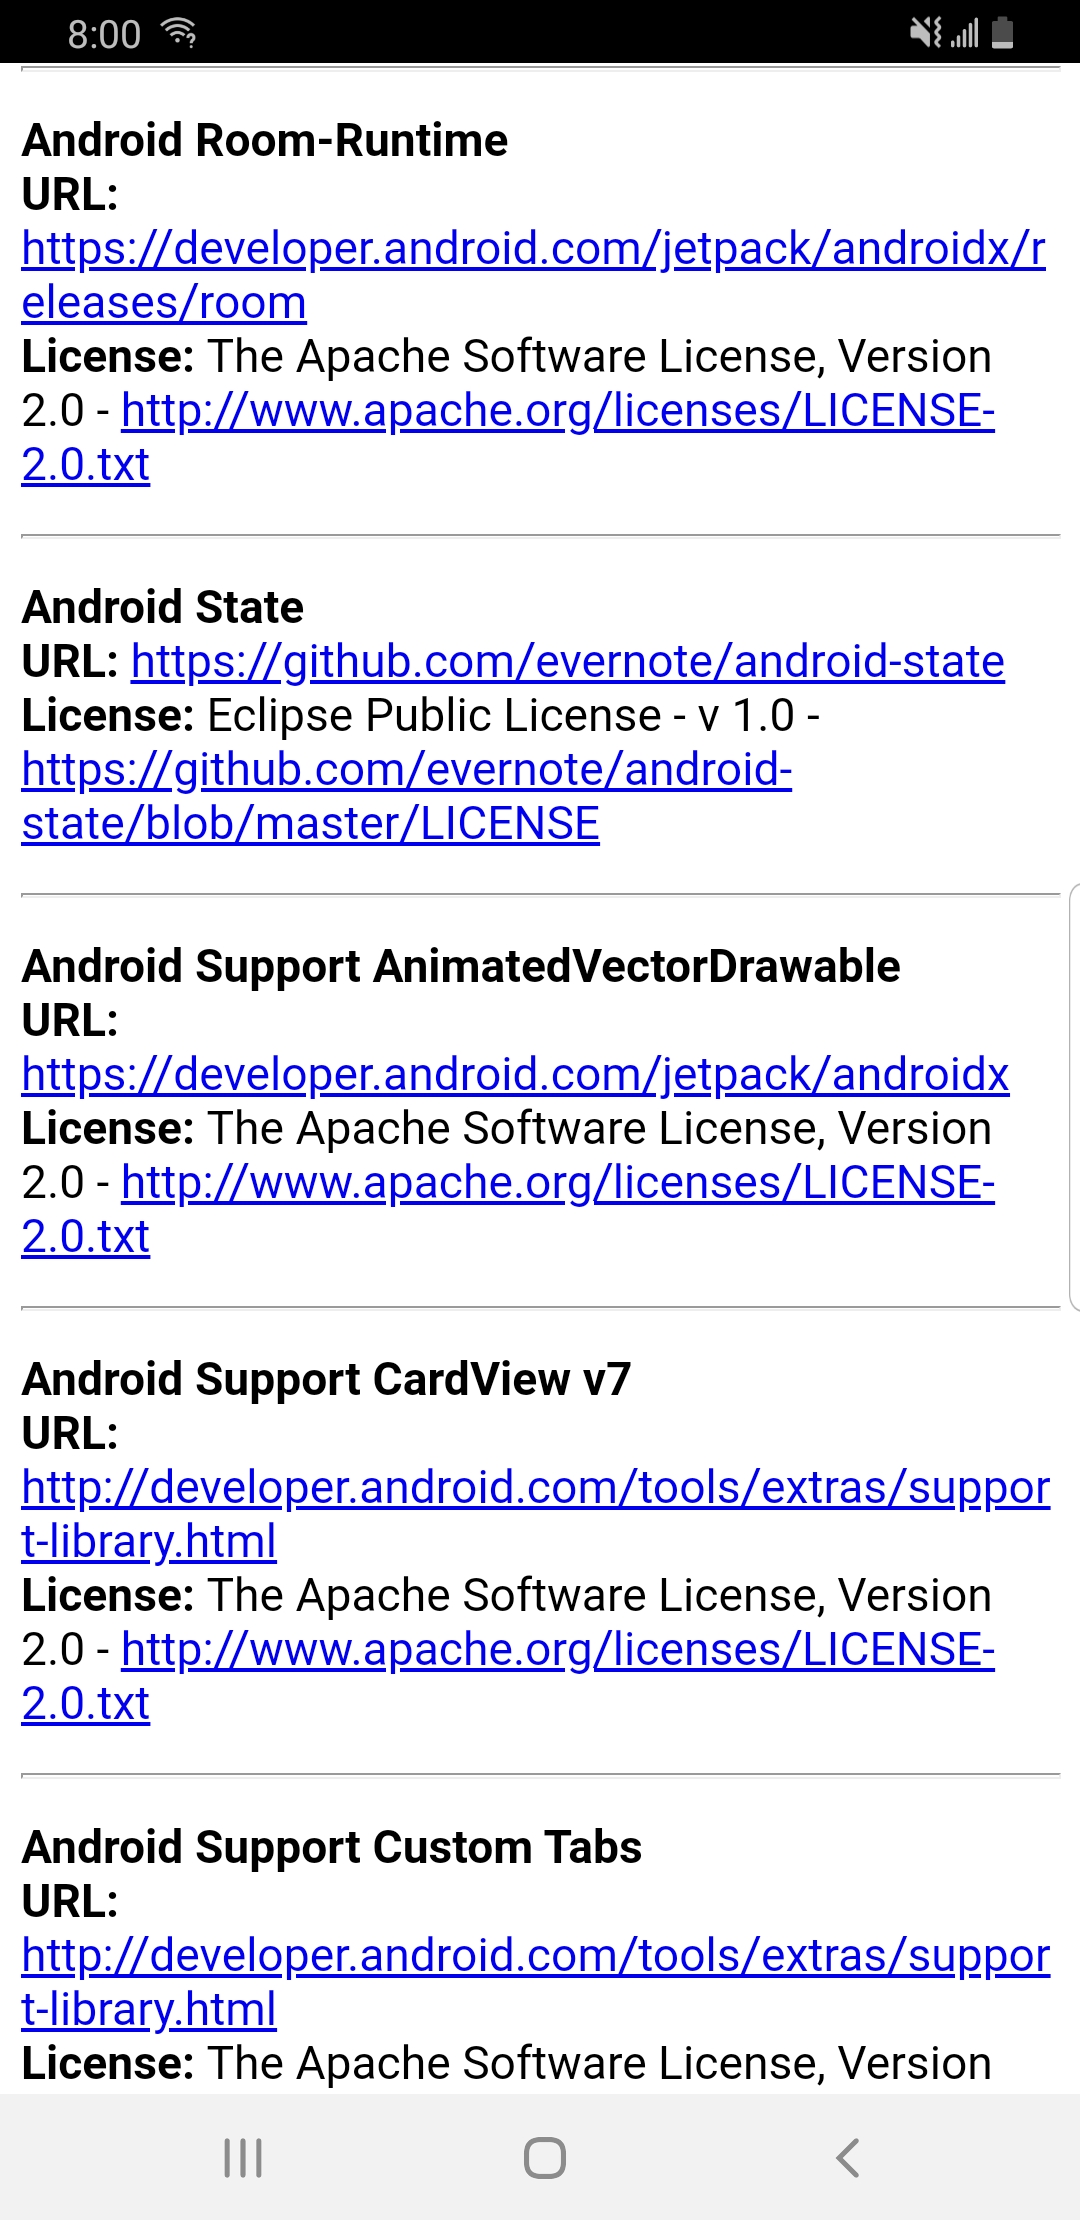 8:00
Android Room-Runtime
URL:
https://developer.android.com/jetpack/androidx/r
eleases/room
License: The Apache Software License, Version
2.0 - http://www.apache.org/licenses/LICENSE-
2.0.txt
Android State
URL: https://github.com/evernote/android-state
License: Eclipse Public License - v 1.0 -
https://github.com/evernote/android-
state/blob/master/LICENSE
Android Support AnimatedVectorDrawable
URL:
https://developer.android.com/jetpack/androidx
License: The Apache Software License, Version
2.0 - http://www.apache.org/licenses/LICENSE-
2.0.txt
Android Support CardView v7
URL:
http://developer.android.com/tools/extras/suppor
t-library.html
License: The Apache Software License, Version
2.0 - http://www.apache.org/licenses/LICENSE-
2.0.txt
Android Support Custom Tabs
URL:
http://developer.android.com/tools/extras/suppor
t-library.html
License: The Apache Software License, Version